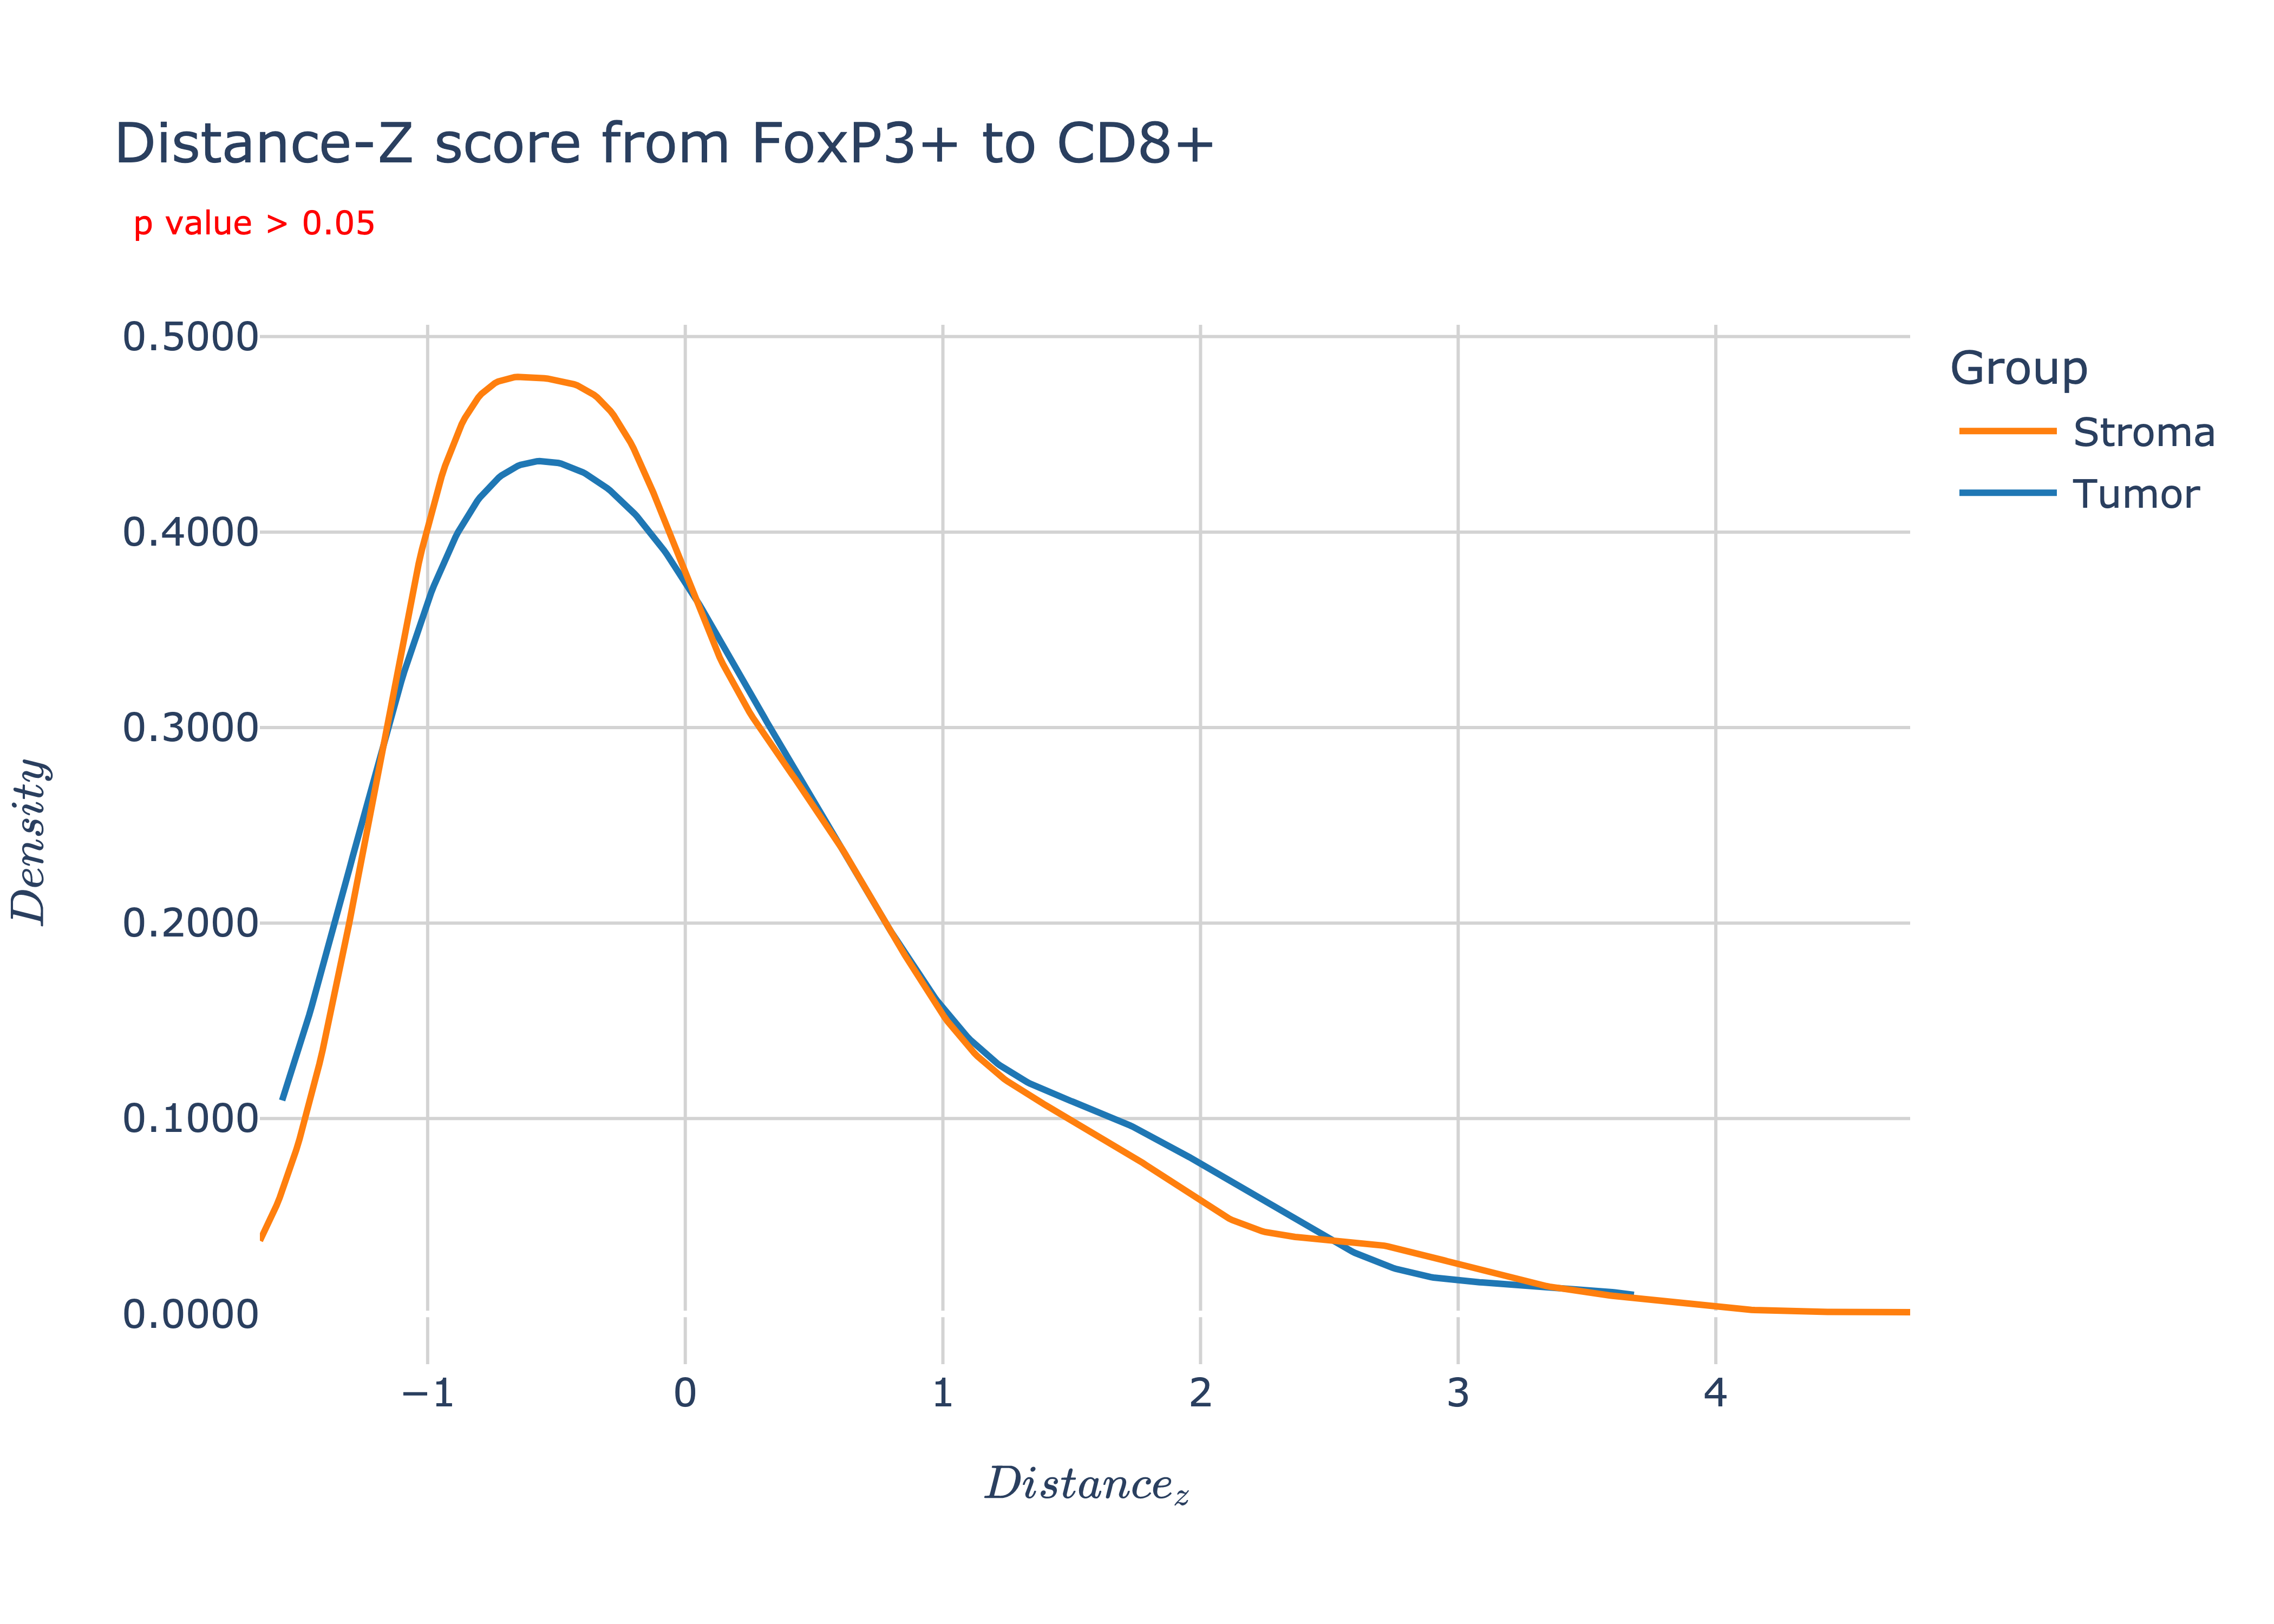 Distance-Z score from FoxP3+ to CD8+
p value > 0.05
0.5000
0.4000
0.3000
0.2000
0.1000
0.0000
Density
−1
0
1
2
3
4
Distance_z
Group
Stroma
Tumor